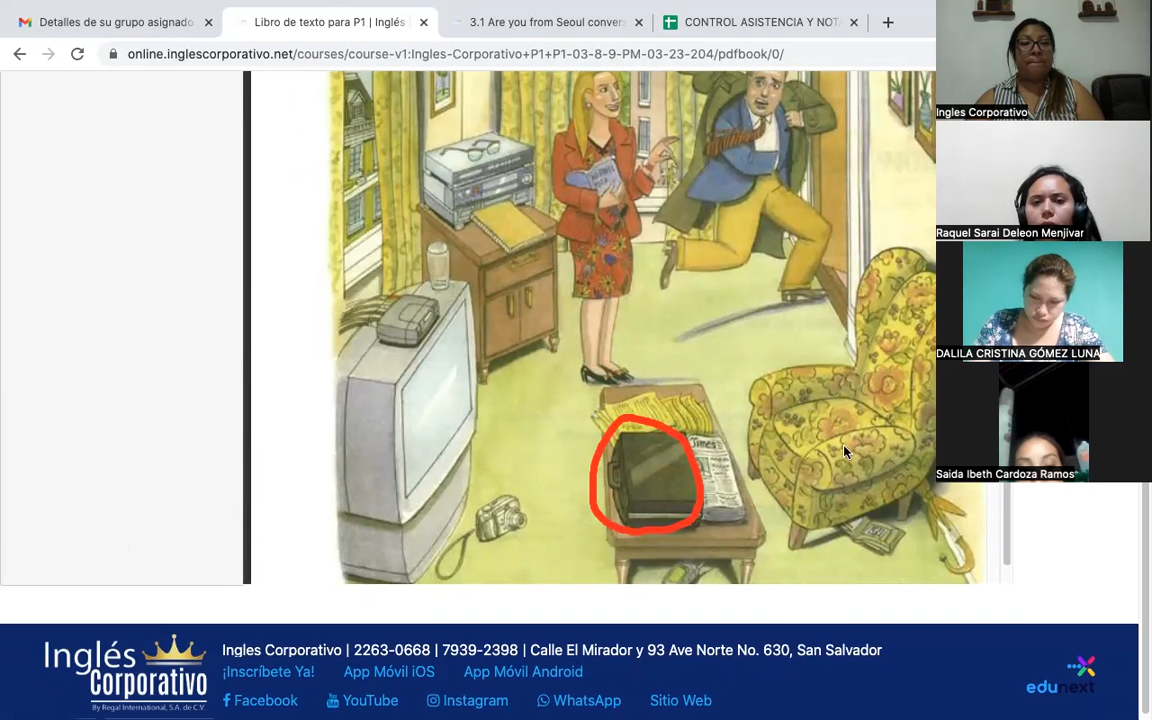 Detalles de su grupo asignado
Libro de texto para P1 | Inglés
3.1 Are you from Seoul convers
CONTROL ASISTENCIA Y NOTA
online.inglescorporativo.net/courses/course-v1:Ingles-Corporativo+P1+P1-03-8-9-PM-03-23-204/pdfbook/0/
Ingles Corporativo
Raquel Sarai Deleon Menjivar
DALILA CRISTINA GÓMEZ LUNA
Saida Ibeth Cardoza Ramos
Times
Inglés
Corporativo
By Regal International, S.A. de C.V.
Ingles Corporativo | 2263-0668 | 7939-2398 | Calle El Mirador y 93 Ave Norte No. 630, San Salvador
¡Inscríbete Ya! App Móvil iOS App Móvil Android
Facebook YouTube Instagram WhatsApp Sitio Web
edunext